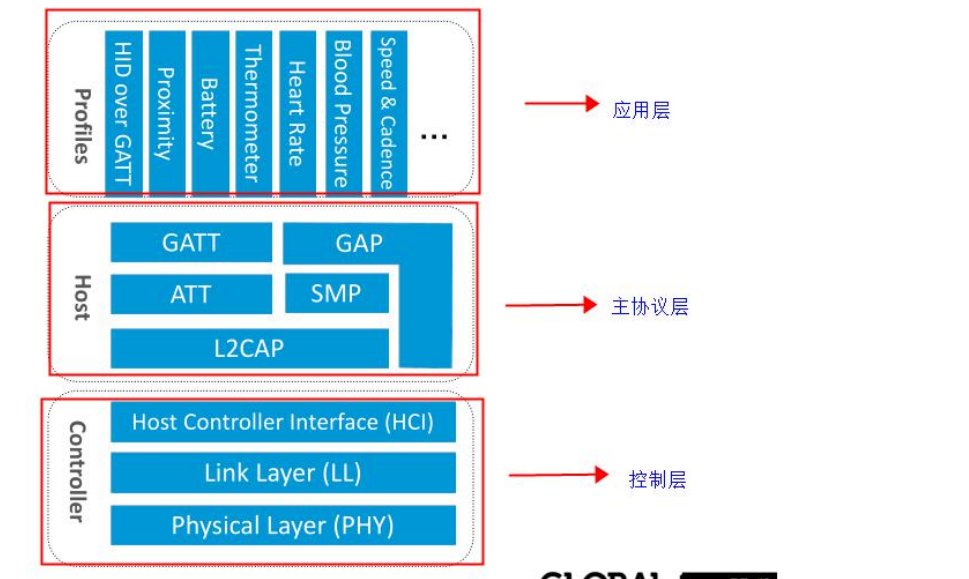 Profiles
HID over GATT
Proximity
Battery
Thermometer
Heart Rate
Blood Pressure
Speed & Cadence
...
应用层
Host
GATT
GAP
ATT
SMP
L2CAP
主协议层
Controller
Host Controller Interface (HCI)
Link Layer (LL)
Physical Layer (PHY)
控制层
GLOBAL